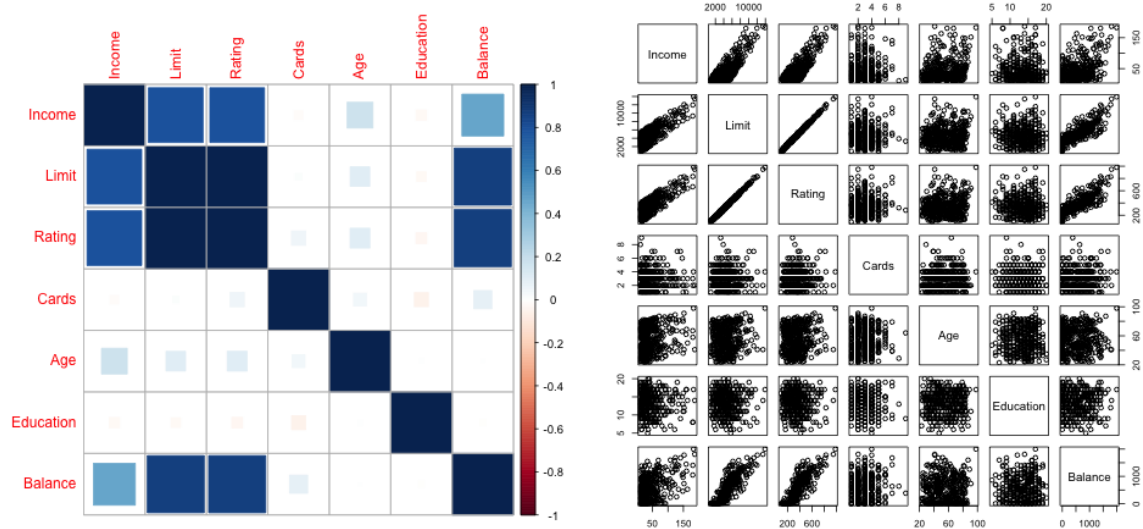 Income Limit Rating Cards Age Education Balance
Income
Limit
Rating
Cards
Age
Education
Balance
1
0.8
0.6
0.4
0.2
0
-0.2
-0.4
-0.6
-0.8
-1
2000 10000 2 4 6 8 5 10 15 20
Income
50 150
2000 10000
Limit
Rating
200 600
2 4 6 8
Cards
Age
20 60 100
5 10 15 20
Education
Balance
0 1000
50 150 200 600 20 60 100 0 1000